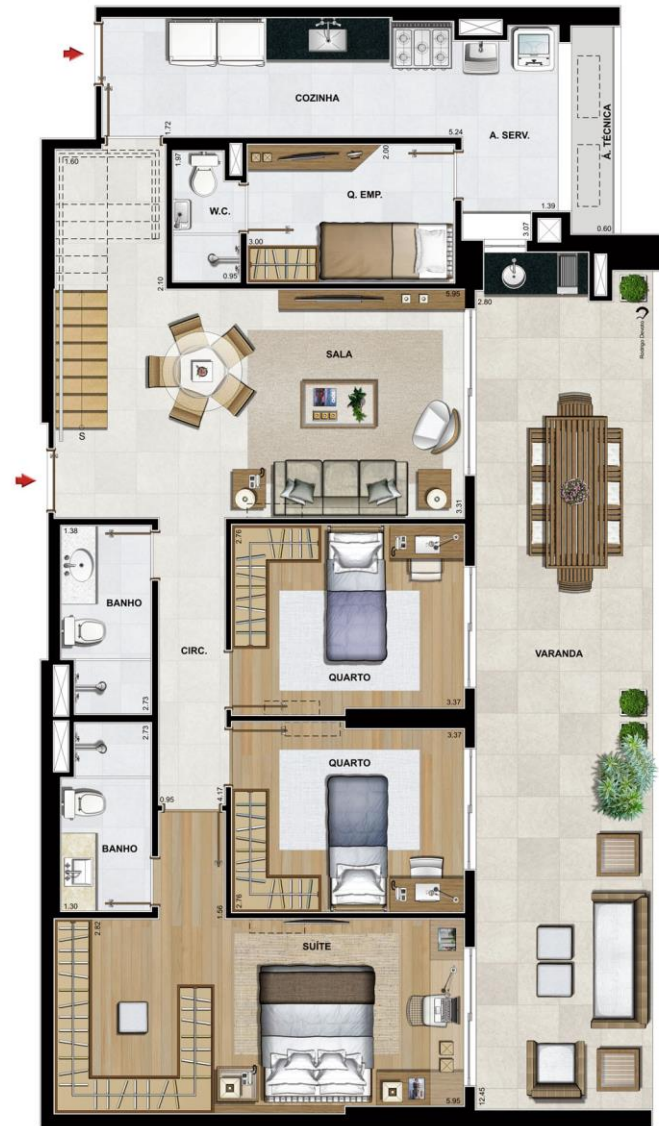 COZINHA
1.72
5.24
A. SERV.
A. TÉCNICA
1.39
0.60
3.07
1.60
1.97
W.C.
0.95
2.00
Q. EMP.
3.00
2.10
5.95
2.80
Rodrigo Devolio
SALA
S
3.31
1.38
BANHO
2.73
2.76
QUARTO
3.37
CIRC.
VARANDA
2.73
BANHO
1.30
0.95
4.17
QUARTO
3.37
2.76
1.56
2.82
SUÍTE
5.95
12.45